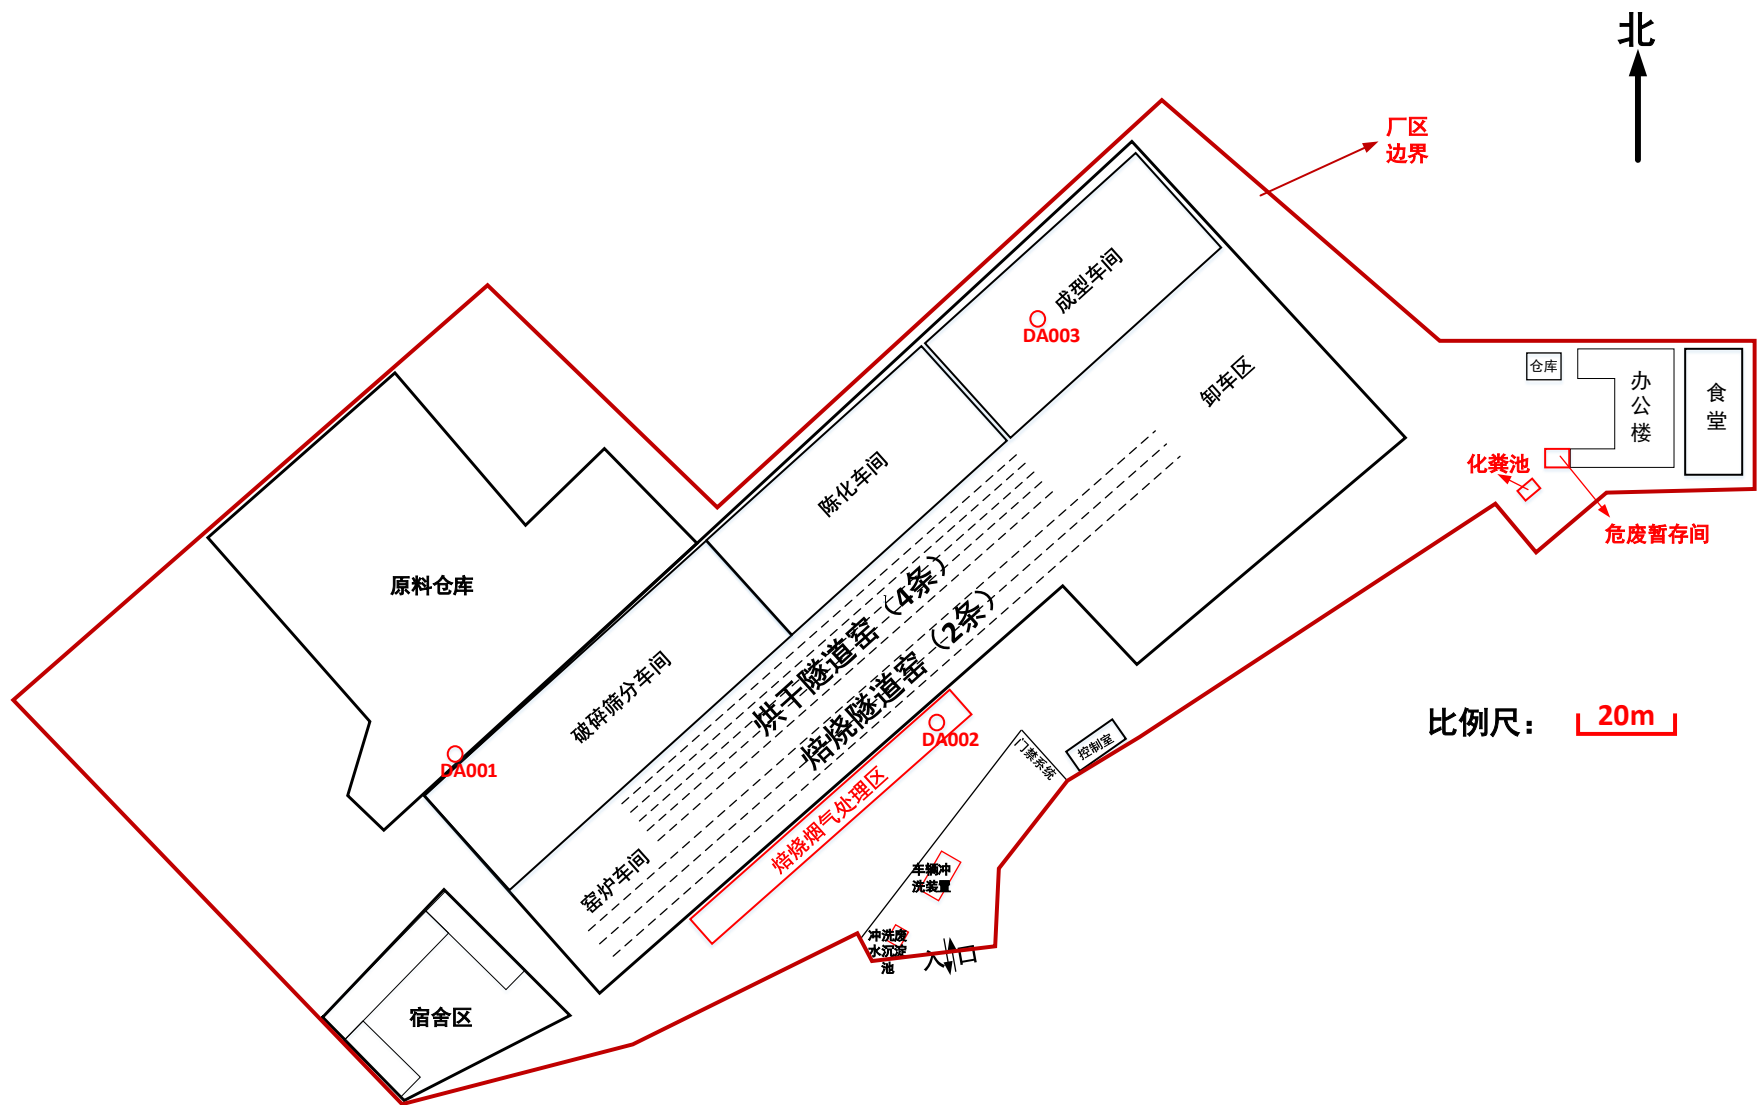 北
厂区
边界
成型车间
DA003
卸车区
仓库
办
公
楼
食
堂
化粪池
危废暂存间
陈化车间
原料仓库
烘干隧道窑（4条）
焙烧隧道窑（2条）
破碎筛分车间
DA001
DA002
比例尺：
20m
控制室
门禁系统
焙烧烟气处理区
窑炉车间
车辆冲
洗装置
冲洗废
水沉淀
池
入口
宿舍区